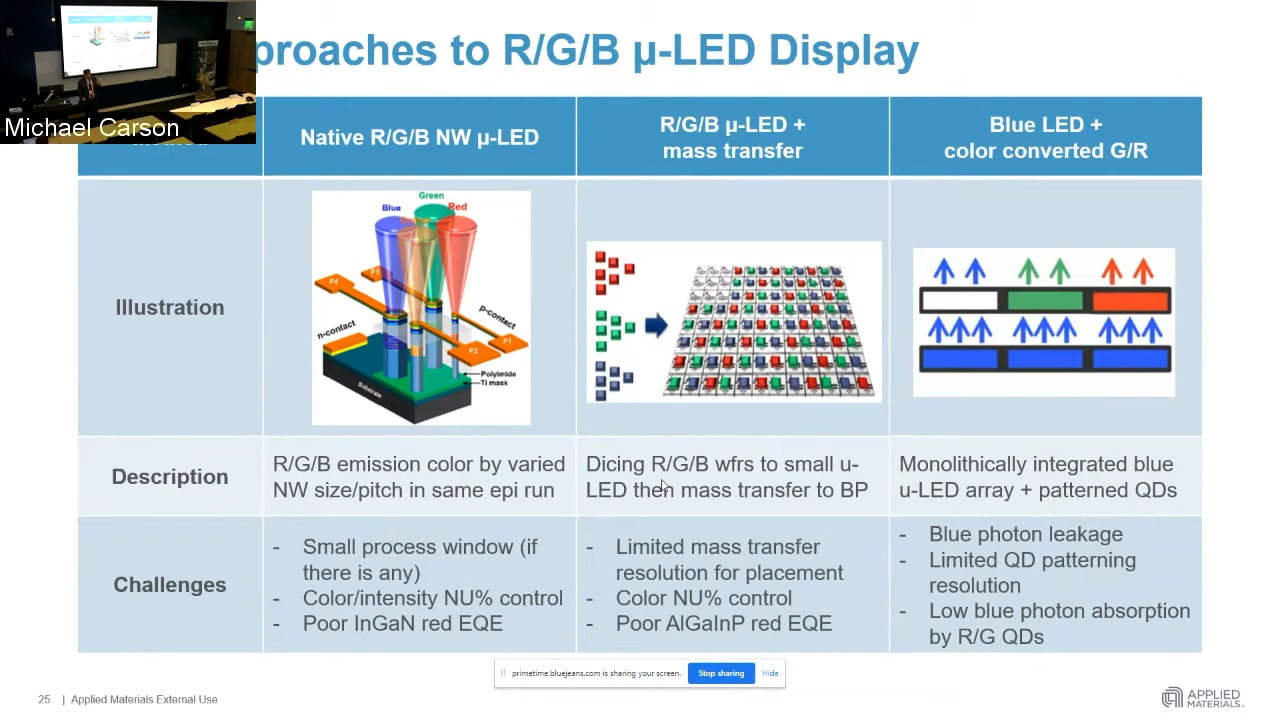 proaches to R/G/B µ-LED Display
Michael Carson
Native R/G/B NW µ-LED
R/G/B µ-LED +
mass transfer
Blue LED +
color converted G/R
Illustration
Green
Blue
Red
P3
P4
n-contact
p-contact
P1
P2
Polyimide
Ti mask
Substrate
Description
R/G/B emission color by varied
NW size/pitch in same epi run
Dicing R/G/B wfrs to small u-
LED then mass transfer to BP
Monolithically integrated blue
u-LED array + patterned QDs
Challenges
- Small process window (if
there is any)
- Color/intensity NU% control
- Poor InGaN red EQE
- Limited mass transfer
resolution for placement
- Color NU% control
- Poor AlGaInP red EQE
- Blue photon leakage
- Limited QD patterning
resolution
- Low blue photon absorption
by R/G QDs
primetime.bluejeans.com is sharing your screen.
Stop sharing
Hide
25 | Applied Materials External Use
APPLIED
MATERIALS